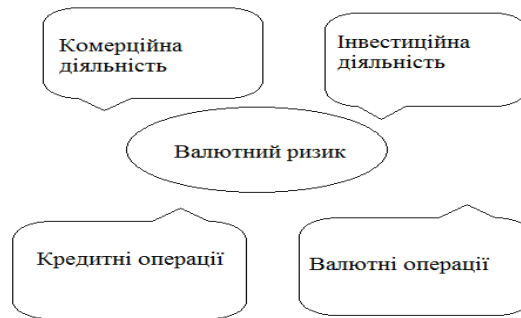 Комерційна
діяльність
Інвестиційна
діяльність
Валютний ризик
Кредитні операції
Валютні операції